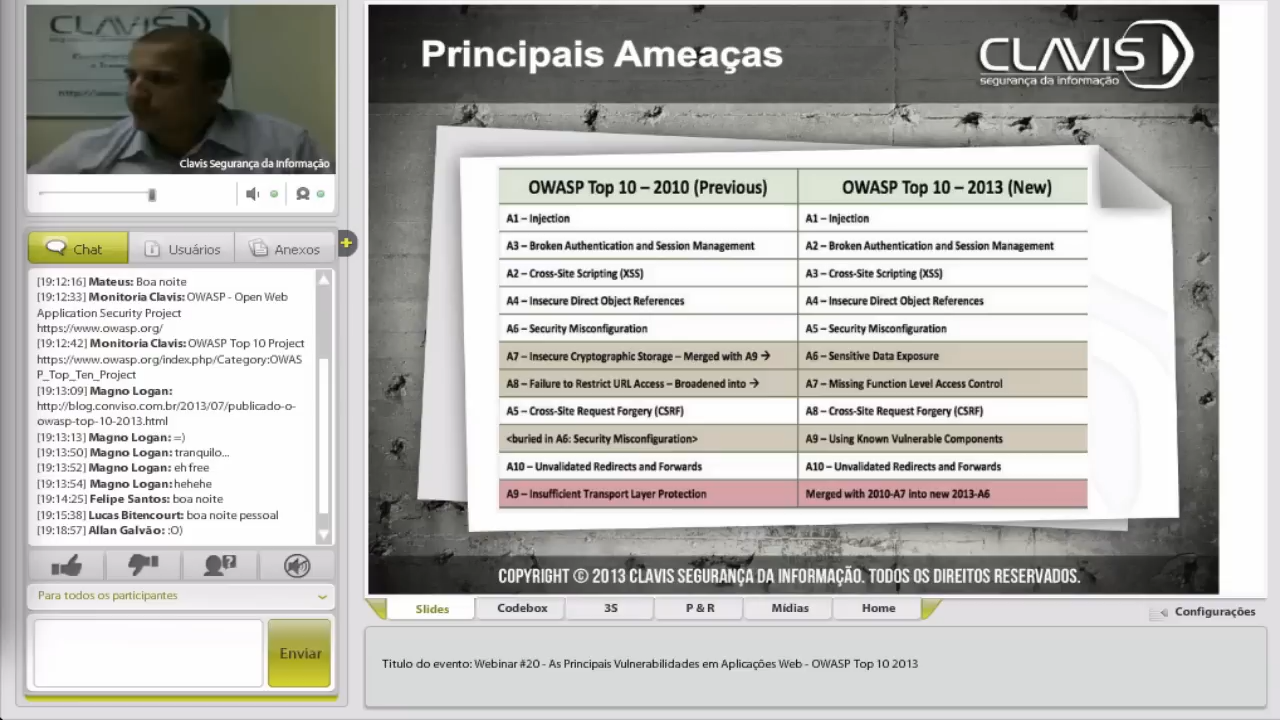 CLAVIS
Clavis Segurança da Informação
Chat
Usuários
Anexos
[19:12:16] Mateus: Boa noite
[19:12:33] Monitoria Clavis: OWASP - Open Web
Application Security Project
https://www.owasp.org/
[19:12:42] Monitoria Clavis: OWASP Top 10 Project
https://www.owasp.org/index.php/Category:OWAS
P_Top_Ten_Project
[19:13:09] Magno Logan:
http://blog.conviso.com.br/2013/07/publicado-o-
owasp-top-10-2013.html
[19:13:13] Magno Logan: =)
[19:13:50] Magno Logan: tranquilo...
[19:13:52] Magno Logan: eh free
[19:13:54] Magno Logan: hehehe
[19:14:25] Felipe Santos: boa noite
[19:15:38] Lucas Bitencourt: boa noite pessoal
[19:18:57] Allan Galvão: :O)
Para todos os participantes
Enviar
Principais Ameaças
CLAVIS
segurança da informação
OWASP Top 10 – 2010 (Previous) OWASP Top 10 – 2013 (New)
A1 – Injection A1 – Injection
A3 – Broken Authentication and Session Management A2 – Broken Authentication and Session Management
A2 – Cross-Site Scripting (XSS) A3 – Cross-Site Scripting (XSS)
A4 – Insecure Direct Object References A4 – Insecure Direct Object References
A6 – Security Misconfiguration A5 – Security Misconfiguration
A7 – Insecure Cryptographic Storage – Merged with A9 → A6 – Sensitive Data Exposure
A8 – Failure to Restrict URL Access – Broadened into → A7 – Missing Function Level Access Control
A5 – Cross-Site Request Forgery (CSRF) A8 – Cross-Site Request Forgery (CSRF)
<buried in A6: Security Misconfiguration> A9 – Using Known Vulnerable Components
A10 – Unvalidated Redirects and Forwards A10 – Unvalidated Redirects and Forwards
A9 – Insufficient Transport Layer Protection Merged with 2010-A7 into new 2013-A6
COPYRIGHT © 2013 CLAVIS SEGURANÇA DA INFORMAÇÃO. TODOS OS DIREITOS RESERVADOS.
Slides
Codebox
3S
P & R
Mídias
Home
Configurações
Titulo do evento: Webinar #20 - As Principais Vulnerabilidades em Aplicações Web - OWASP Top 10 2013